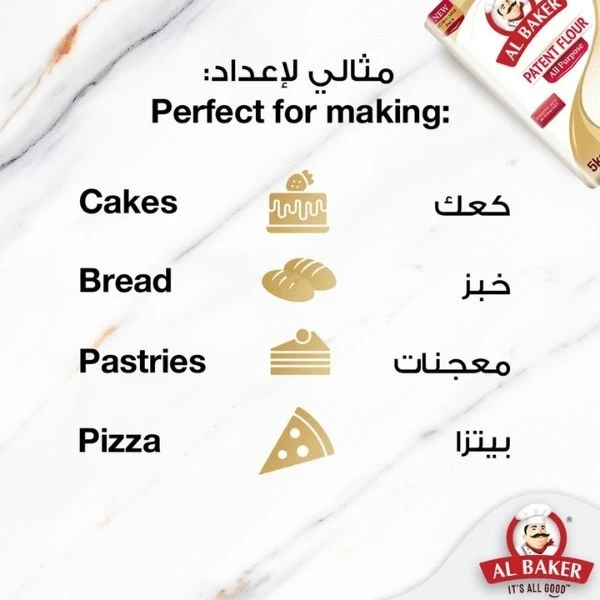 NEW
AL BAKER
PATENT FLOUR
All Purpose
مثالي لإعداد:
Perfect for making:
Cakes
كعك
Bread
خبز
Pastries
معجنات
Pizza
بيتزا
AL BAKER
IT'S ALL GOOD™